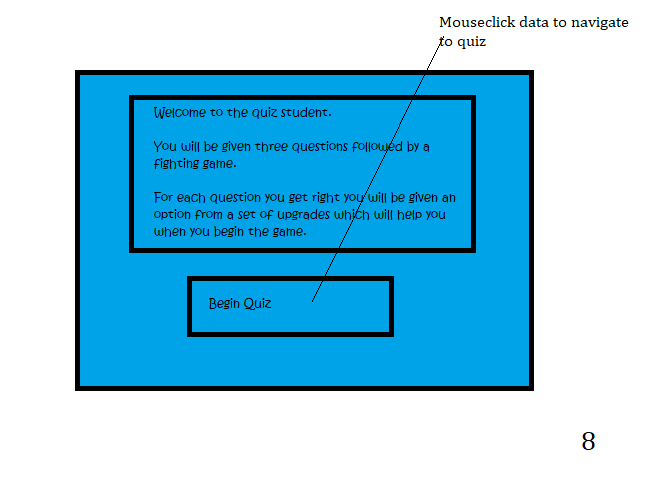 Mouseclick data to navigate
to quiz
Welcome to the quiz student.
You will be given three questions followed by a
fighting game.
For each question you get right you will be given an
option from a set of upgrades which will help you
when you begin the game.
Begin Quiz
8